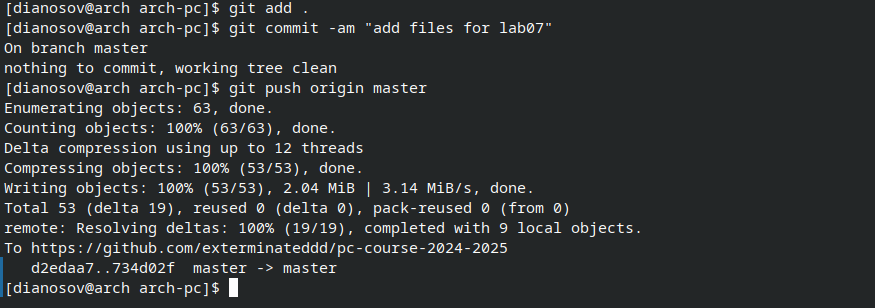 [dianosov@arch arch-pc]$ git add .
[dianosov@arch arch-pc]$ git commit -am "add files for lab07"
On branch master
nothing to commit, working tree clean
[dianosov@arch arch-pc]$ git push origin master
Enumerating objects: 63, done.
Counting objects: 100% (63/63), done.
Delta compression using up to 12 threads
Compressing objects: 100% (53/53), done.
Writing objects: 100% (53/53), 2.04 MiB | 3.14 MiB/s, done.
Total 53 (delta 19), reused 0 (delta 0), pack-reused 0 (from 0)
remote: Resolving deltas: 100% (19/19), completed with 9 local objects.
To https://github.com/exterminateddd/pc-course-2024-2025
   d2edaa7..734d02f  master -> master
[dianosov@arch arch-pc]$